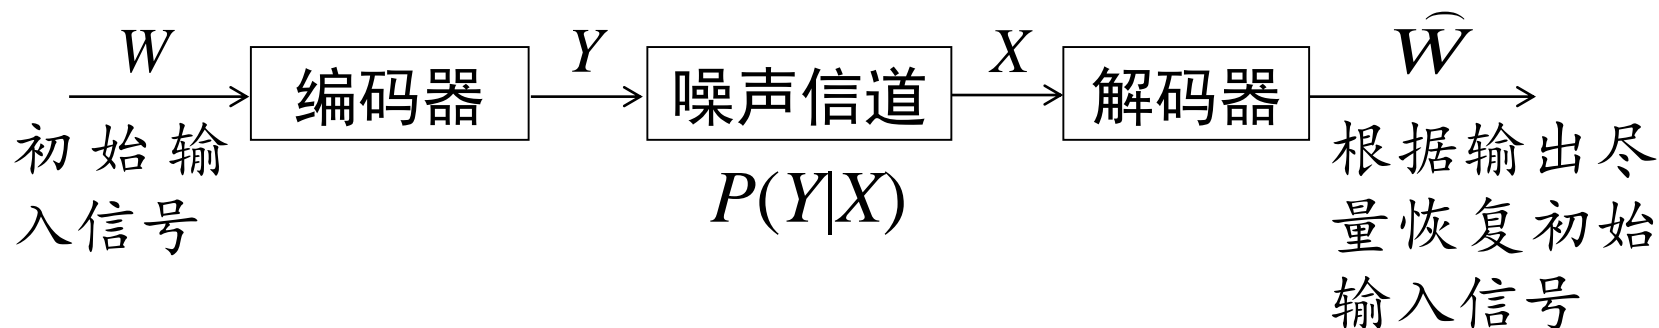 W
编码器
Y
噪声信道
X
解码器
Ŵ
初始输
入信号
P(Y|X)
根据输出尽
量恢复初始
输入信号